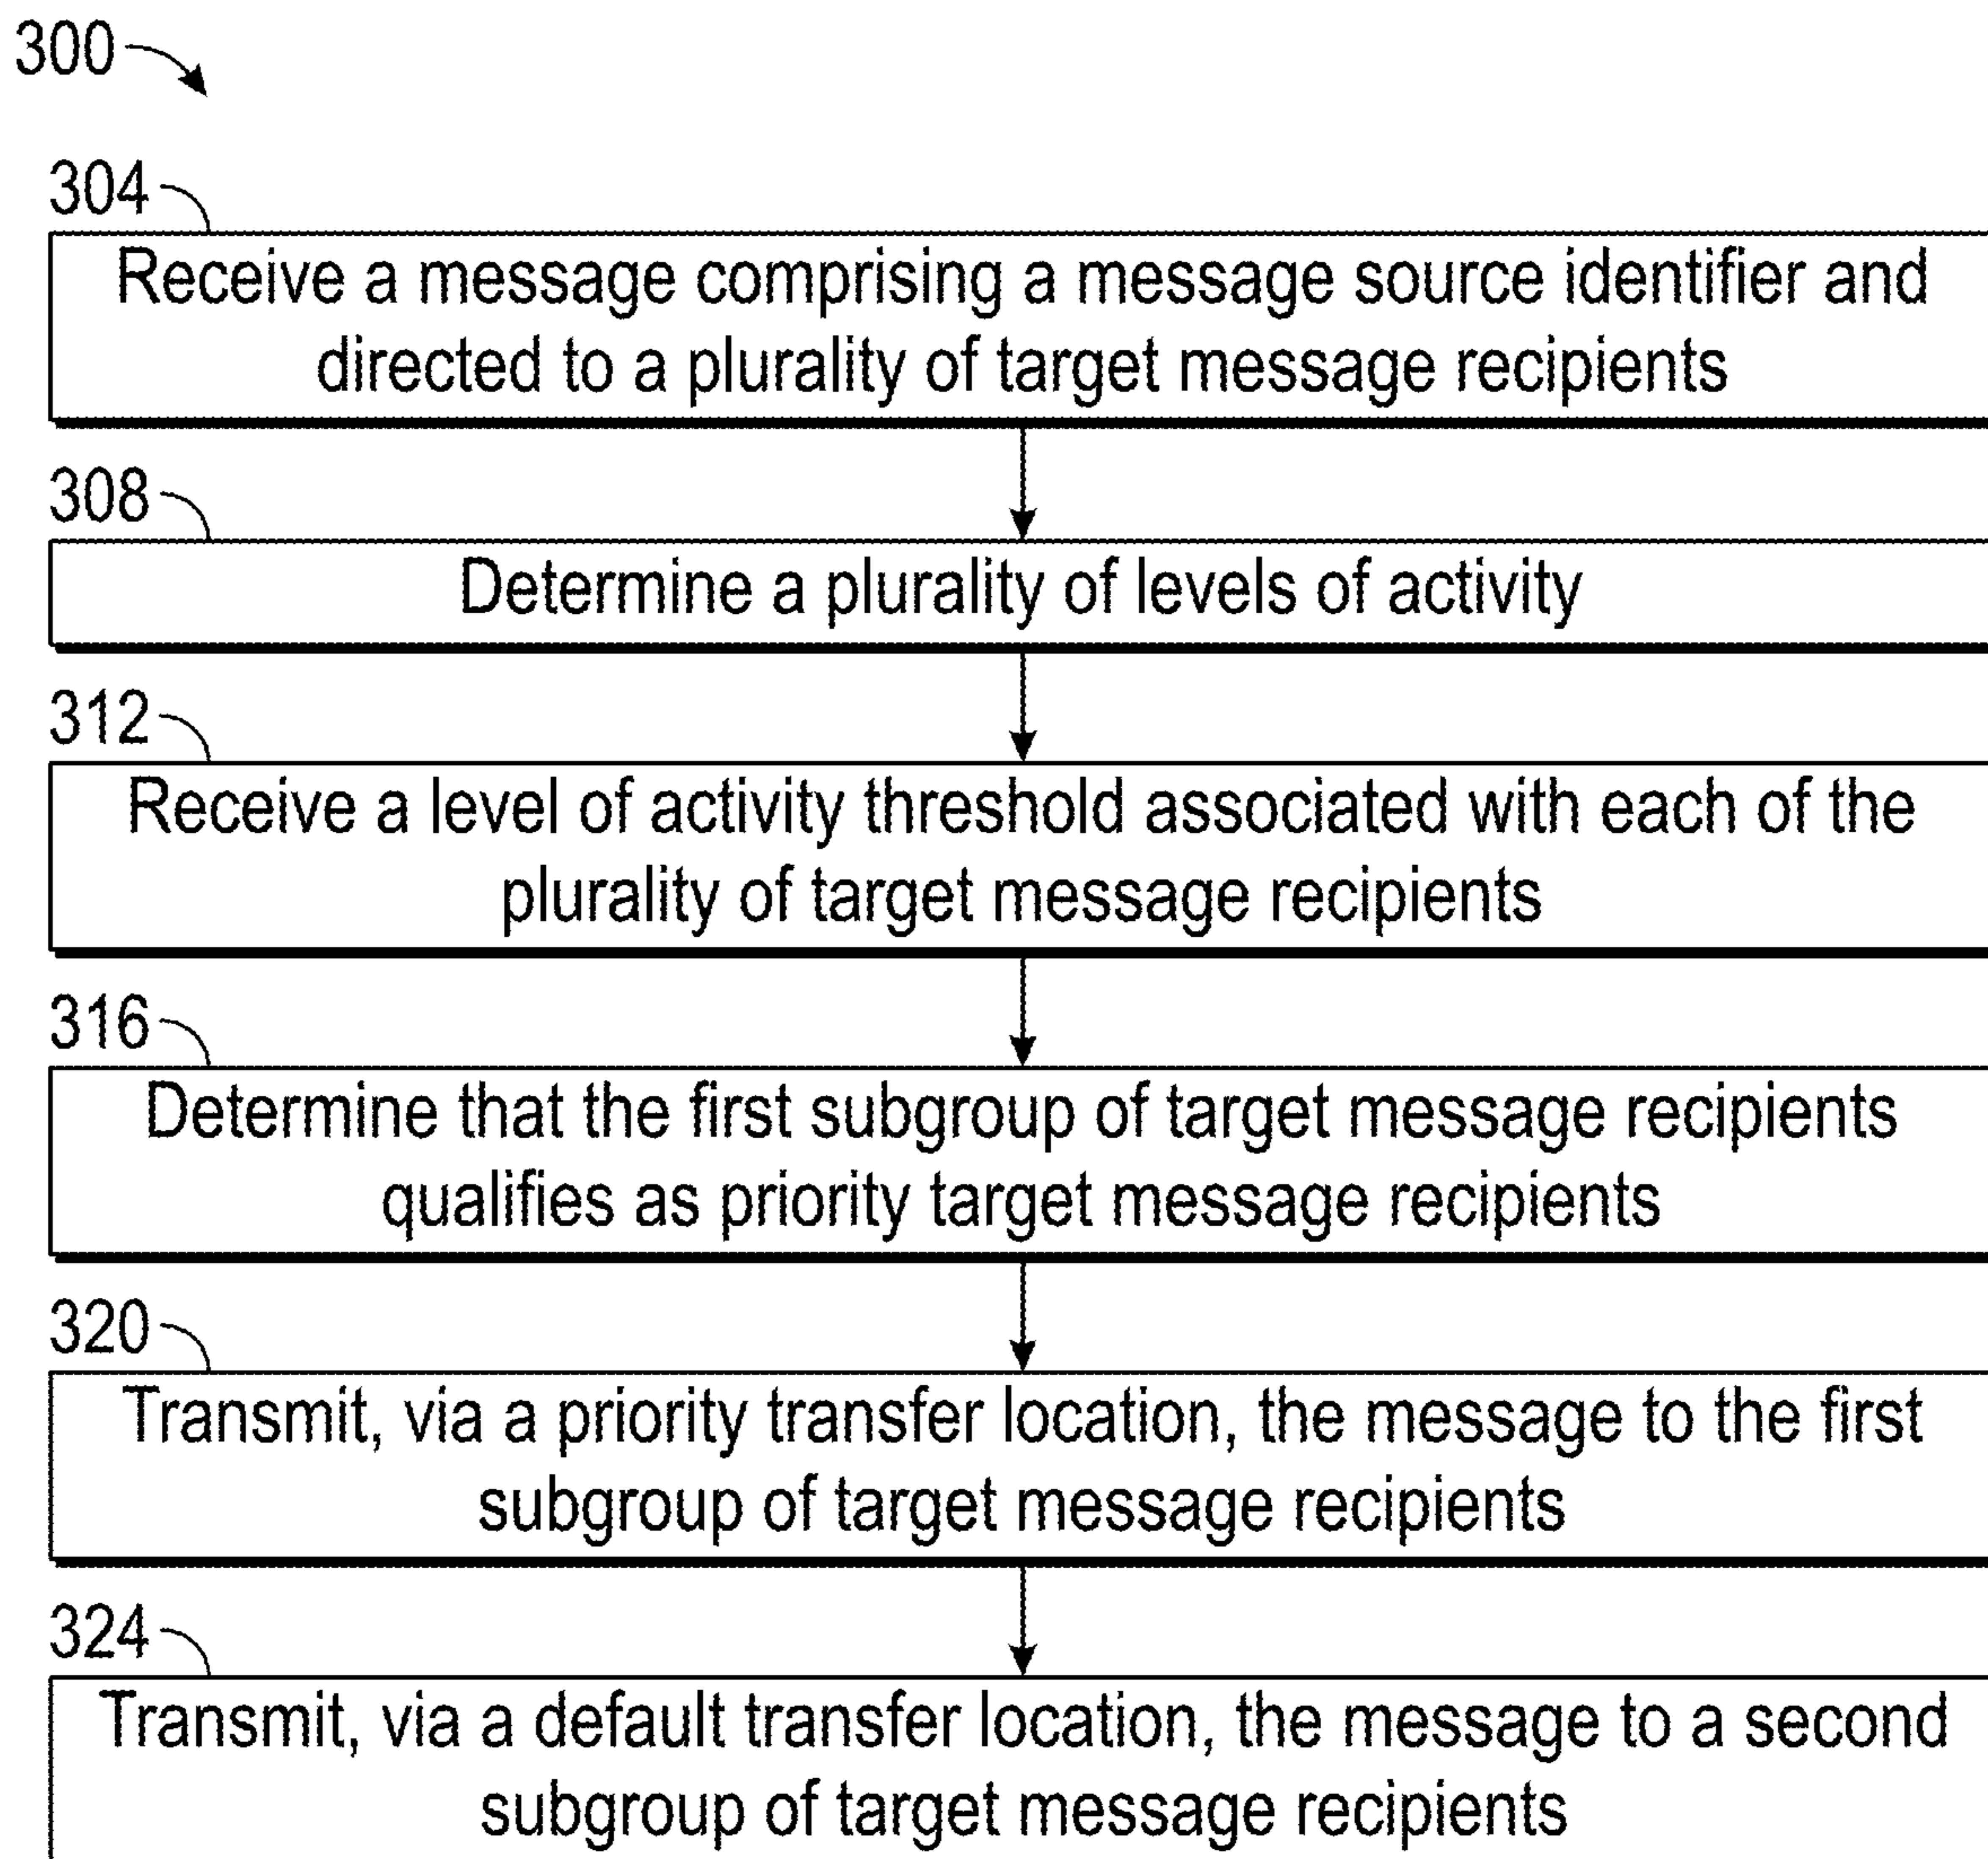 300
304
Receive a message comprising a message source identifier and
directed to a plurality of target message recipients
308
Determine a plurality of levels of activity
312
Receive a level of activity threshold associated with each of the
plurality of target message recipients
316
Determine that the first subgroup of target message recipients
qualifies as priority target message recipients
320
Transmit, via a priority transfer location, the message to the first
subgroup of target message recipients
324
Transmit, via a default transfer location, the message to a second
subgroup of target message recipients